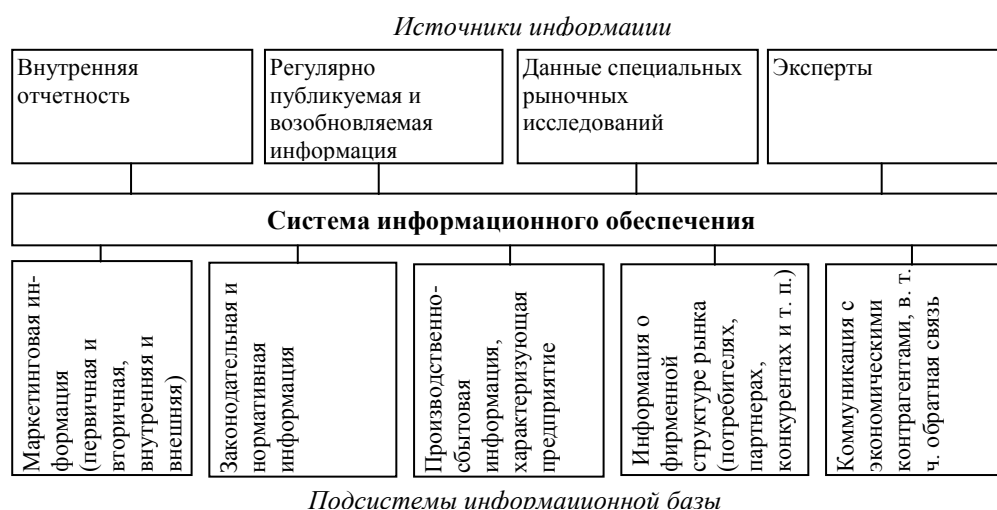 Источники информации
Внутренняя
отчетность
Регулярно
публикуемая и
возобновляемая
информация
Данные специальных
рыночных
исследований
Эксперты
Система информационного обеспечения
Маркетинговая ин-
формация
(первичная и
вторичная,
внутренняя и
внешняя)
Законодательная и
нормативная
информация
Производственно-
сбытовая
информация,
характеризующая
предприятие
Информация о
фирменной
структуре рынка
(потребителях,
партнерах,
конкурентах и т. п.)
Коммуникация с
экономическими
контрагентами, в. т.
ч. обратная связь
Подсистемы информационной базы